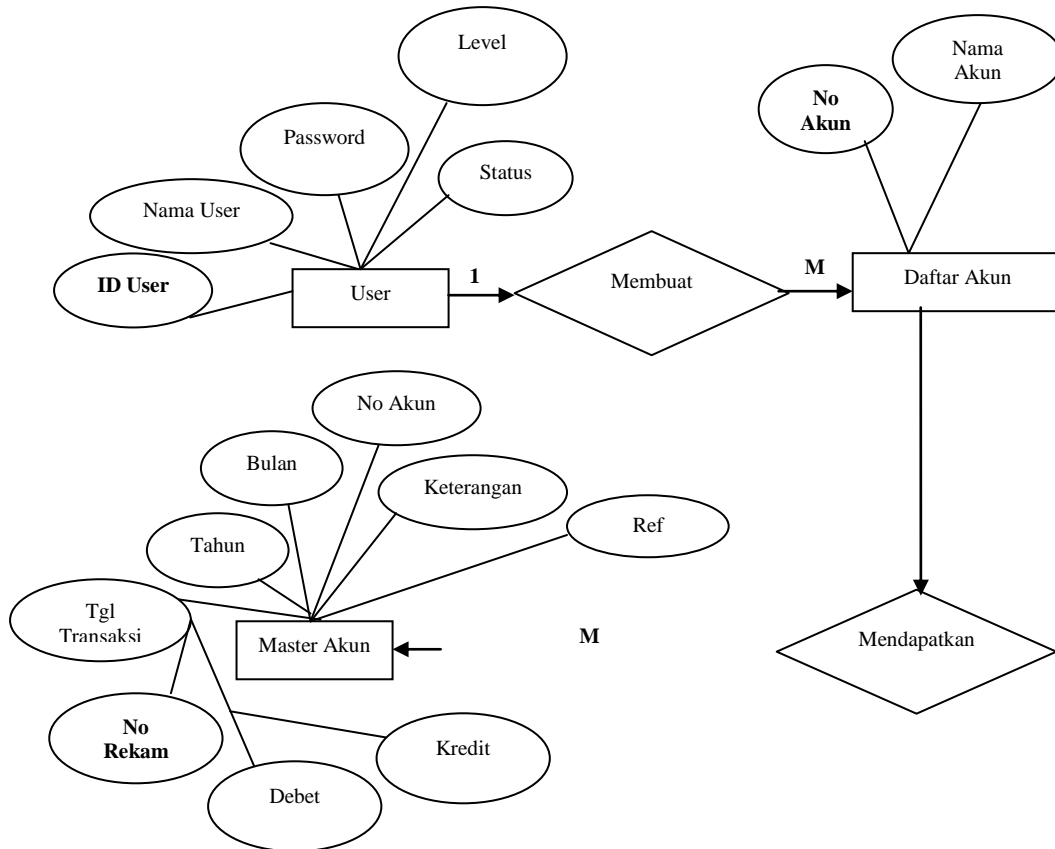 Level
Nama
Akun
No
Akun
Password
Status
Nama User
ID User
User
1
Membuat
M
Daftar Akun
No Akun
Bulan
Keterangan
Ref
Tahun
Tgl
Transaksi
Master Akun
M
Mendapatkan
No
Rekam
Kredit
Debet